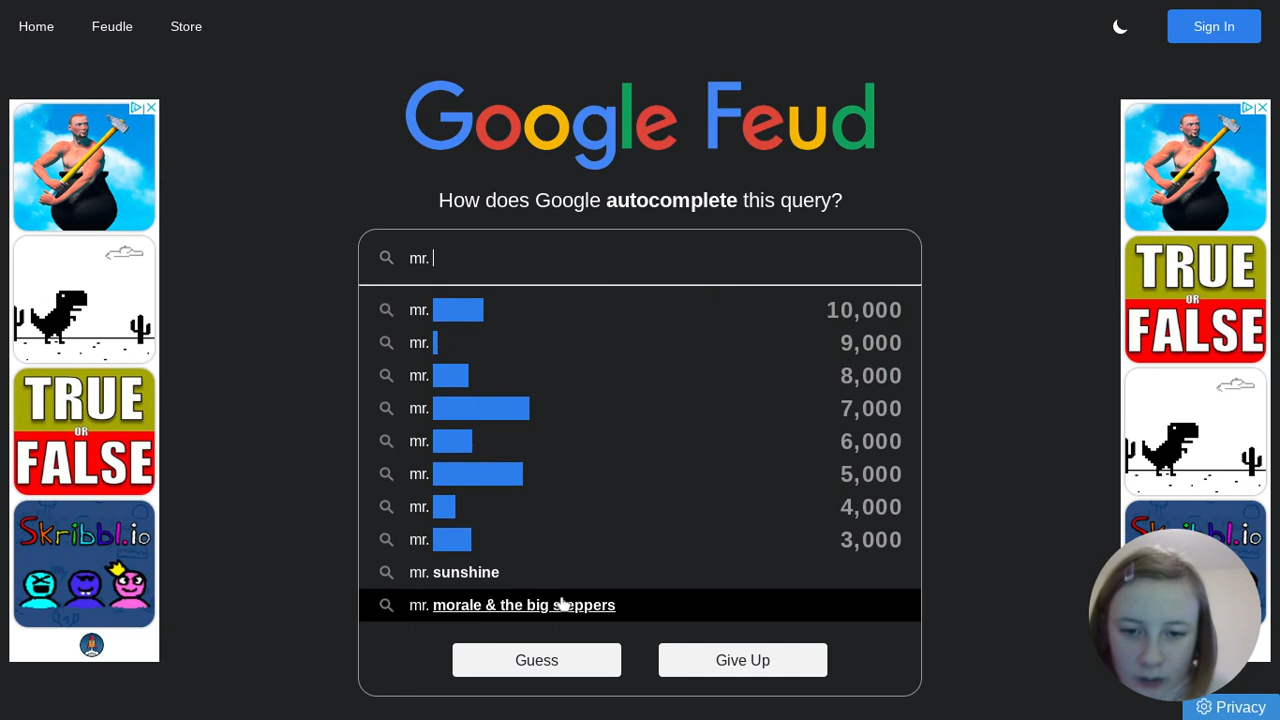 Home Feudle Store Sign In
Google Feud
How does Google autocomplete this query?
mr.
mr. 10,000
mr. 9,000
mr. 8,000
mr. 7,000
mr. 6,000
mr. 5,000
mr. 4,000
mr. 3,000
mr. sunshine
mr. morale & the big steppers
Guess Give Up
TRUE
OR
FALSE
Skribbl.io
TRUE
OR
FALSE
Skribbl.io
Privacy